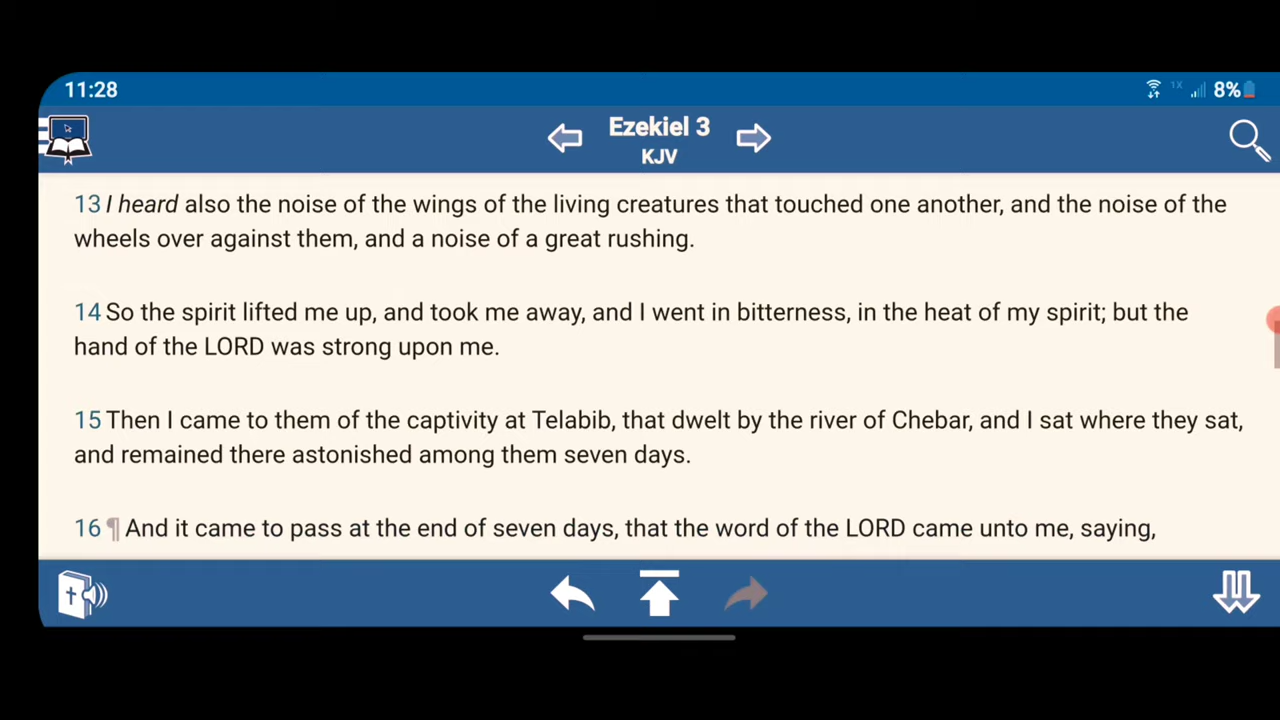 11:28
1X
8%
Ezekiel 3
KJV
13 I heard also the noise of the wings of the living creatures that touched one another, and the noise of the
wheels over against them, and a noise of a great rushing.
14 So the spirit lifted me up, and took me away, and I went in bitterness, in the heat of my spirit; but the
hand of the LORD was strong upon me.
15 Then I came to them of the captivity at Telabib, that dwelt by the river of Chebar, and I sat where they sat,
and remained there astonished among them seven days.
16 ¶ And it came to pass at the end of seven days, that the word of the LORD came unto me, saying,